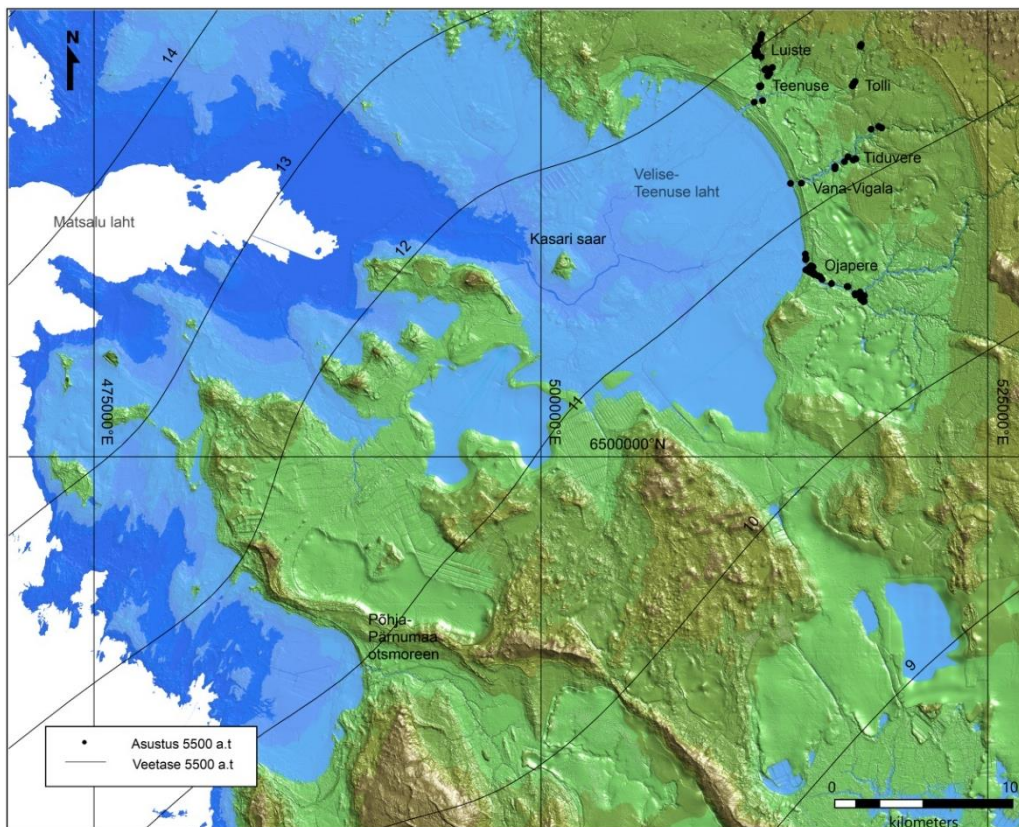 N
14
Luiste
Teenuse
Tolli
13
Tiduvere
Velise-
Teenuse laht
Vana-Vigala
Matsalu laht
Kasari saar
12
Ojapere
475000°E
500000°E
525000°E
11
6500000°N
10
Põhja-
Pärnumaa
otsmoreen
9
Asustus 5500 a.t
Veetase 5500 a.t
0 10
kilometers